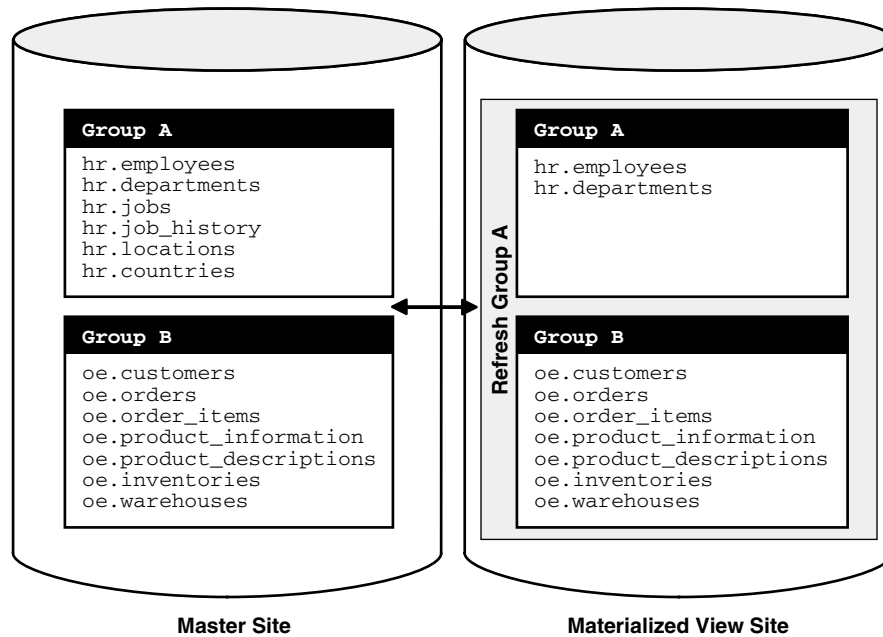 Group A
hr.employees
hr.departments
hr.jobs
hr.job_history
hr.locations
hr.countries
Group B
oe.customers
oe.orders
oe.order_items
oe.product_information
oe.product_descriptions
oe.inventories
oe.warehouses
Master Site
Refresh Group A
Group A
hr.employees
hr.departments
Group B
oe.customers
oe.orders
oe.order_items
oe.product_information
oe.product_descriptions
oe.inventories
oe.warehouses
Materialized View Site